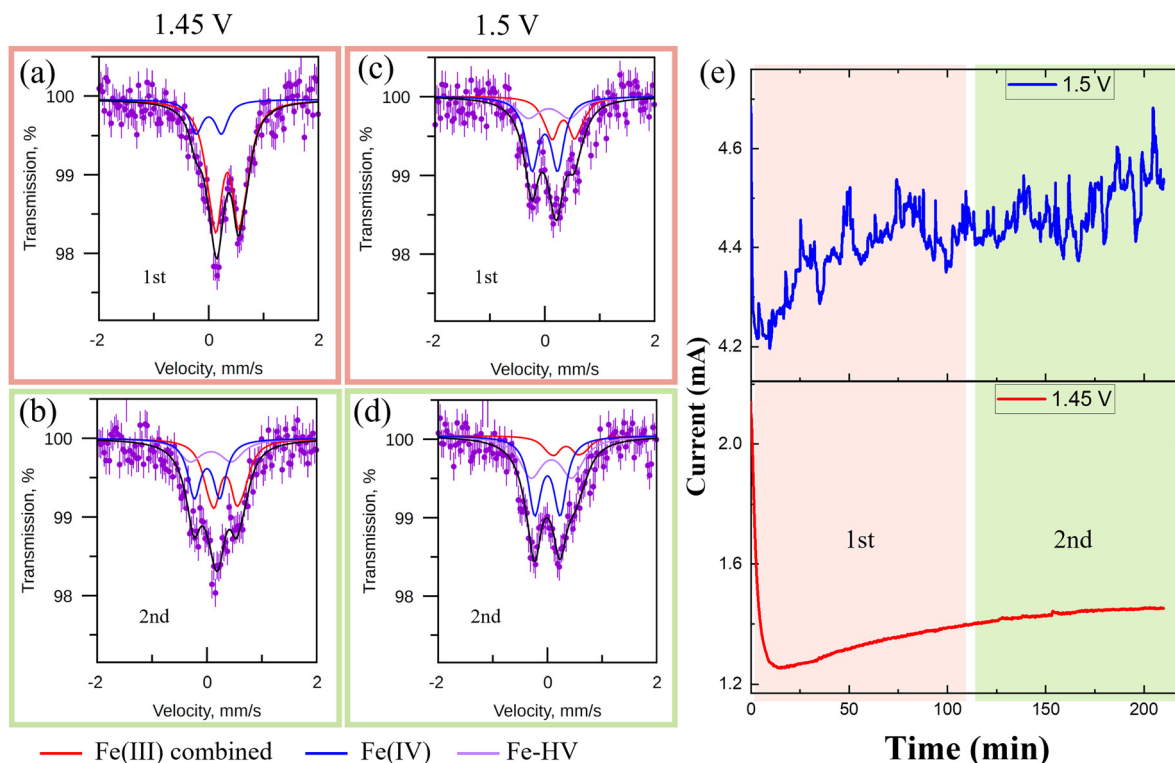 1.45 V
1.5 V
(a)
100
99
98
Transmission, %
1st
-2
0
2
Velocity, mm/s
(c)
100
99
98
Transmission, %
1st
-2
0
2
Velocity, mm/s
(b)
100
99
98
Transmission, %
2nd
-2
0
2
Velocity, mm/s
(d)
100
99
98
Transmission, %
2nd
-2
0
2
Velocity, mm/s
Fe(III) combined
Fe(IV)
Fe-HV
(e)
1.5 V
4.6
4.4
4.2
1.45 V
2.0
1.6
1.2
Current (mA)
1st
2nd
0
50
100
150
200
Time (min)